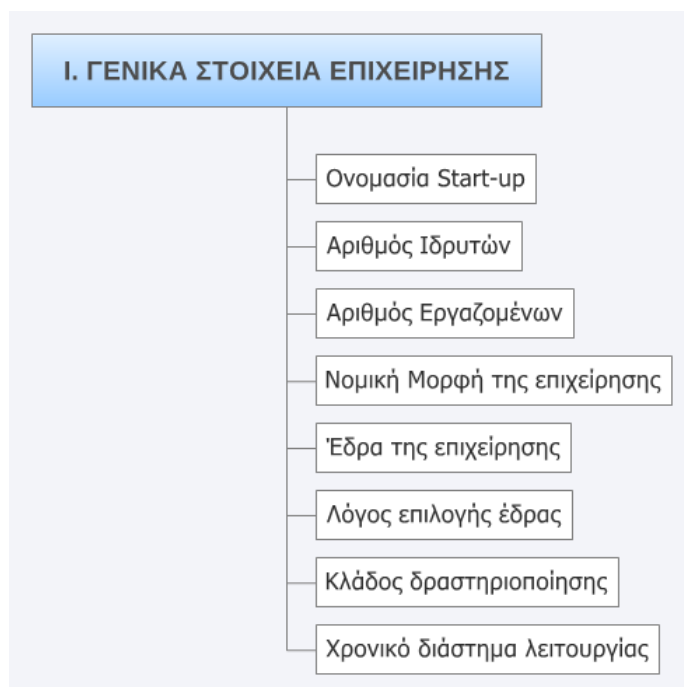 Ι. ΓΕΝΙΚΑ ΣΤΟΙΧΕΙΑ ΕΠΙΧΕΙΡΗΣΗΣ
Ονομασία Start-up
Αριθμός Ιδρυτών
Αριθμός Εργαζομένων
Νομική Μορφή της επιχείρησης
Έδρα της επιχείρησης
Λόγος επιλογής έδρας
Κλάδος δραστηριοποίησης
Χρονικό διάστημα λειτουργίας